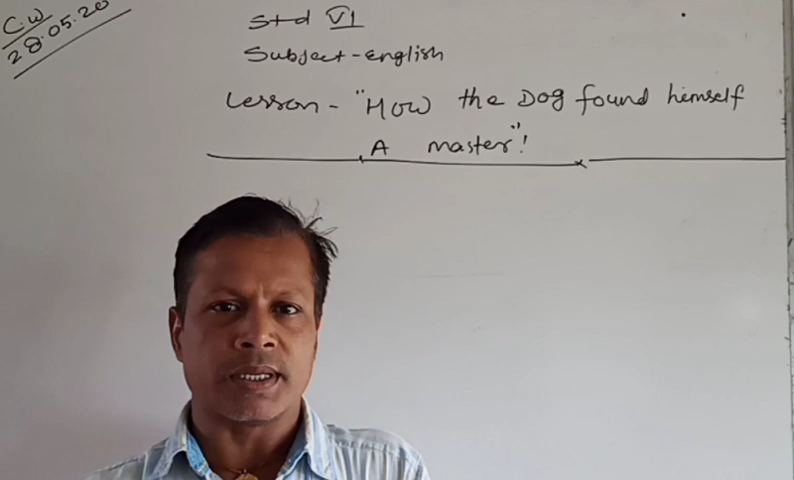 C.W
28.05.20
Std VI
Subject-English
Lesson- "How the Dog found himself
A master"!